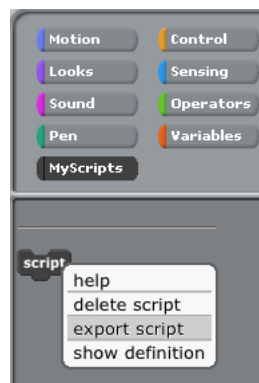 Motion Control
Looks Sensing
Sound Operators
Pen Variables
MyScripts
script
help
delete script
export script
show definition